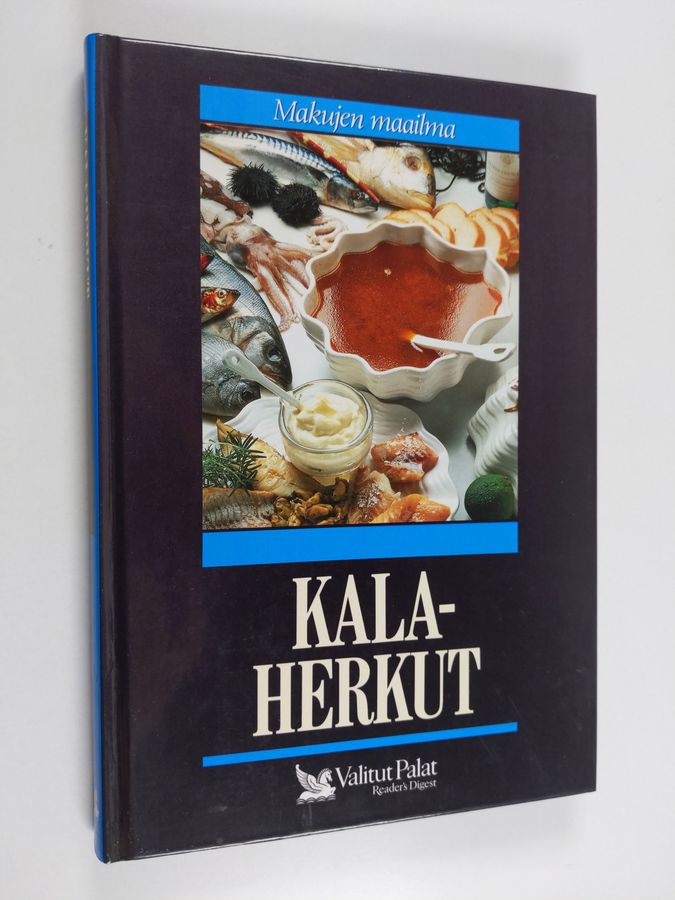 Makujen maailma
KALA-
HERKUT
Valitut Palat
Reader's Digest